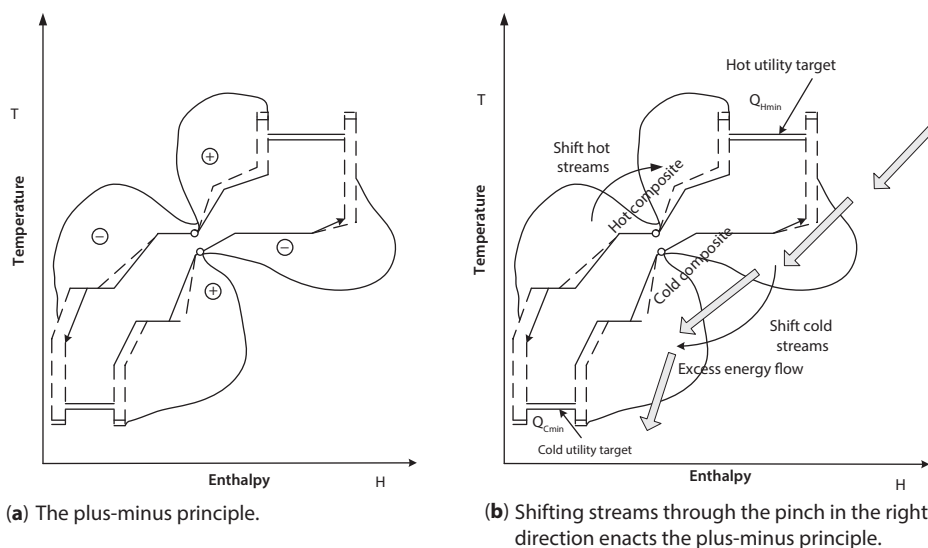 T
Temperature
+
−
−
+
Enthalpy
H
(a) The plus-minus principle.
Hot utility target
T
Q_Hmin
Shift hot
streams
Hot composite
Temperature
Cold composite
Shift cold
streams
Excess energy flow
Q_Cmin
Cold utility target
Enthalpy
H
(b) Shifting streams through the pinch in the right
direction enacts the plus-minus principle.